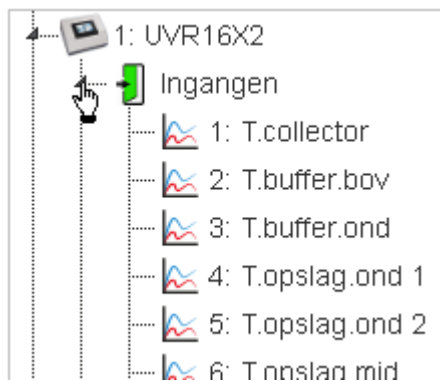 1: UVR16X2
Ingangen
1: T.collector
2: T.buffer.bov
3: T.buffer.ond
4: T.opslag.ond 1
5: T.opslag.ond 2
6: T.opslag.mid